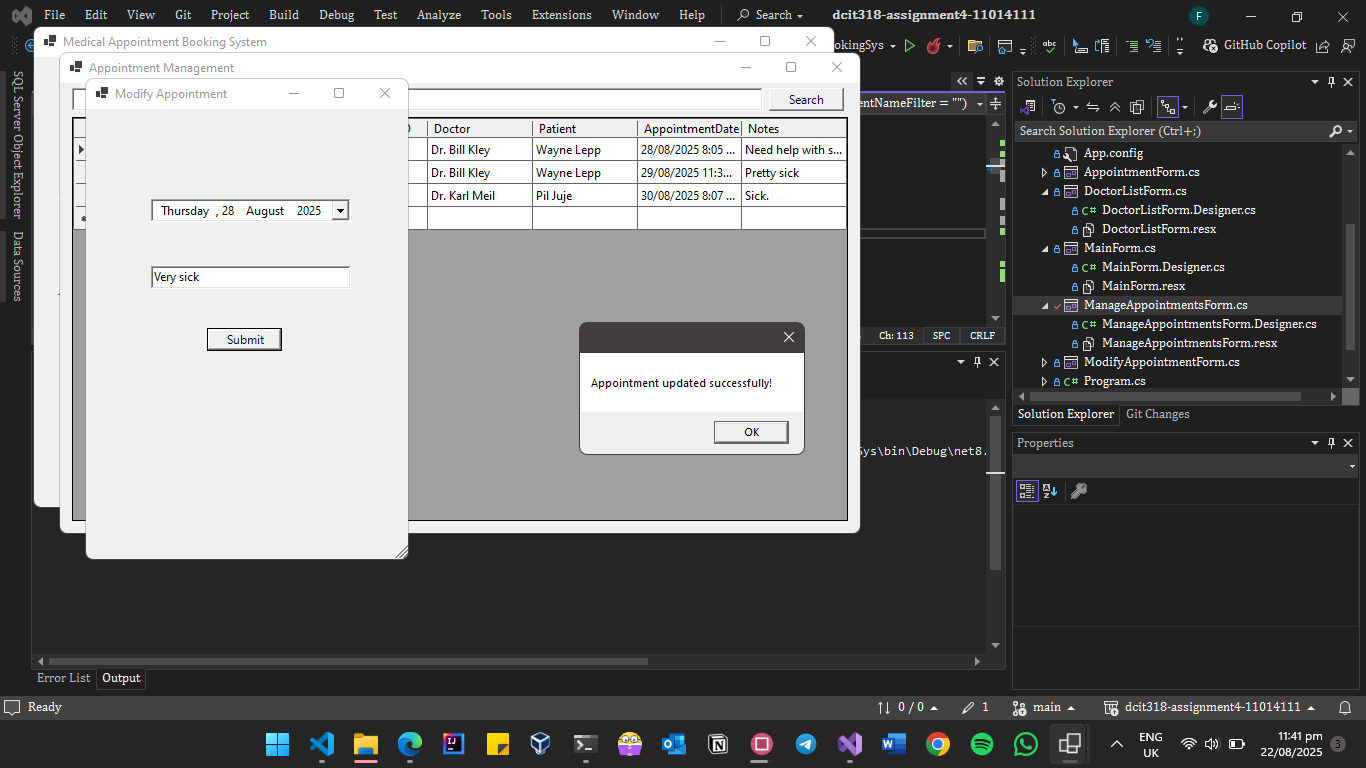 File Edit View Git Project Build Debug Test Analyze Tools Extensions Window Help Search dcit318-assignment4-11014111 F
Medical Appointment Booking System
okingSys GitHub Copilot
Appointment Management
Modify Appointment
Search
entNameFilter = "")
Doctor Patient AppointmentDate Notes
Dr. Bill Kley Wayne Lepp 28/08/2025 8:05 ... Need help with s...
Dr. Bill Kley Wayne Lepp 29/08/2025 11:3... Pretty sick
Dr. Karl Meil Pil Juje 30/08/2025 8:07 ... Sick.
Thursday , 28 August 2025
Very sick
Submit
Appointment updated successfully!
OK
Ch: 113 SPC CRLF
Sys\bin\Debug\net8.
SQL Server Object Explorer
Data Sources
Solution Explorer
Search Solution Explorer (Ctrl+;)
App.config
AppointmentForm.cs
DoctorListForm.cs
C# DoctorListForm.Designer.cs
DoctorListForm.resx
MainForm.cs
C# MainForm.Designer.cs
MainForm.resx
ManageAppointmentsForm.cs
C# ManageAppointmentsForm.Designer.cs
ManageAppointmentsForm.resx
ModifyAppointmentForm.cs
C# Program.cs
Solution Explorer Git Changes
Properties
Error List Output
Ready 0 / 0 1 main dcit318-assignment4-11014111
ENG
UK
11:41 pm
22/08/2025
3